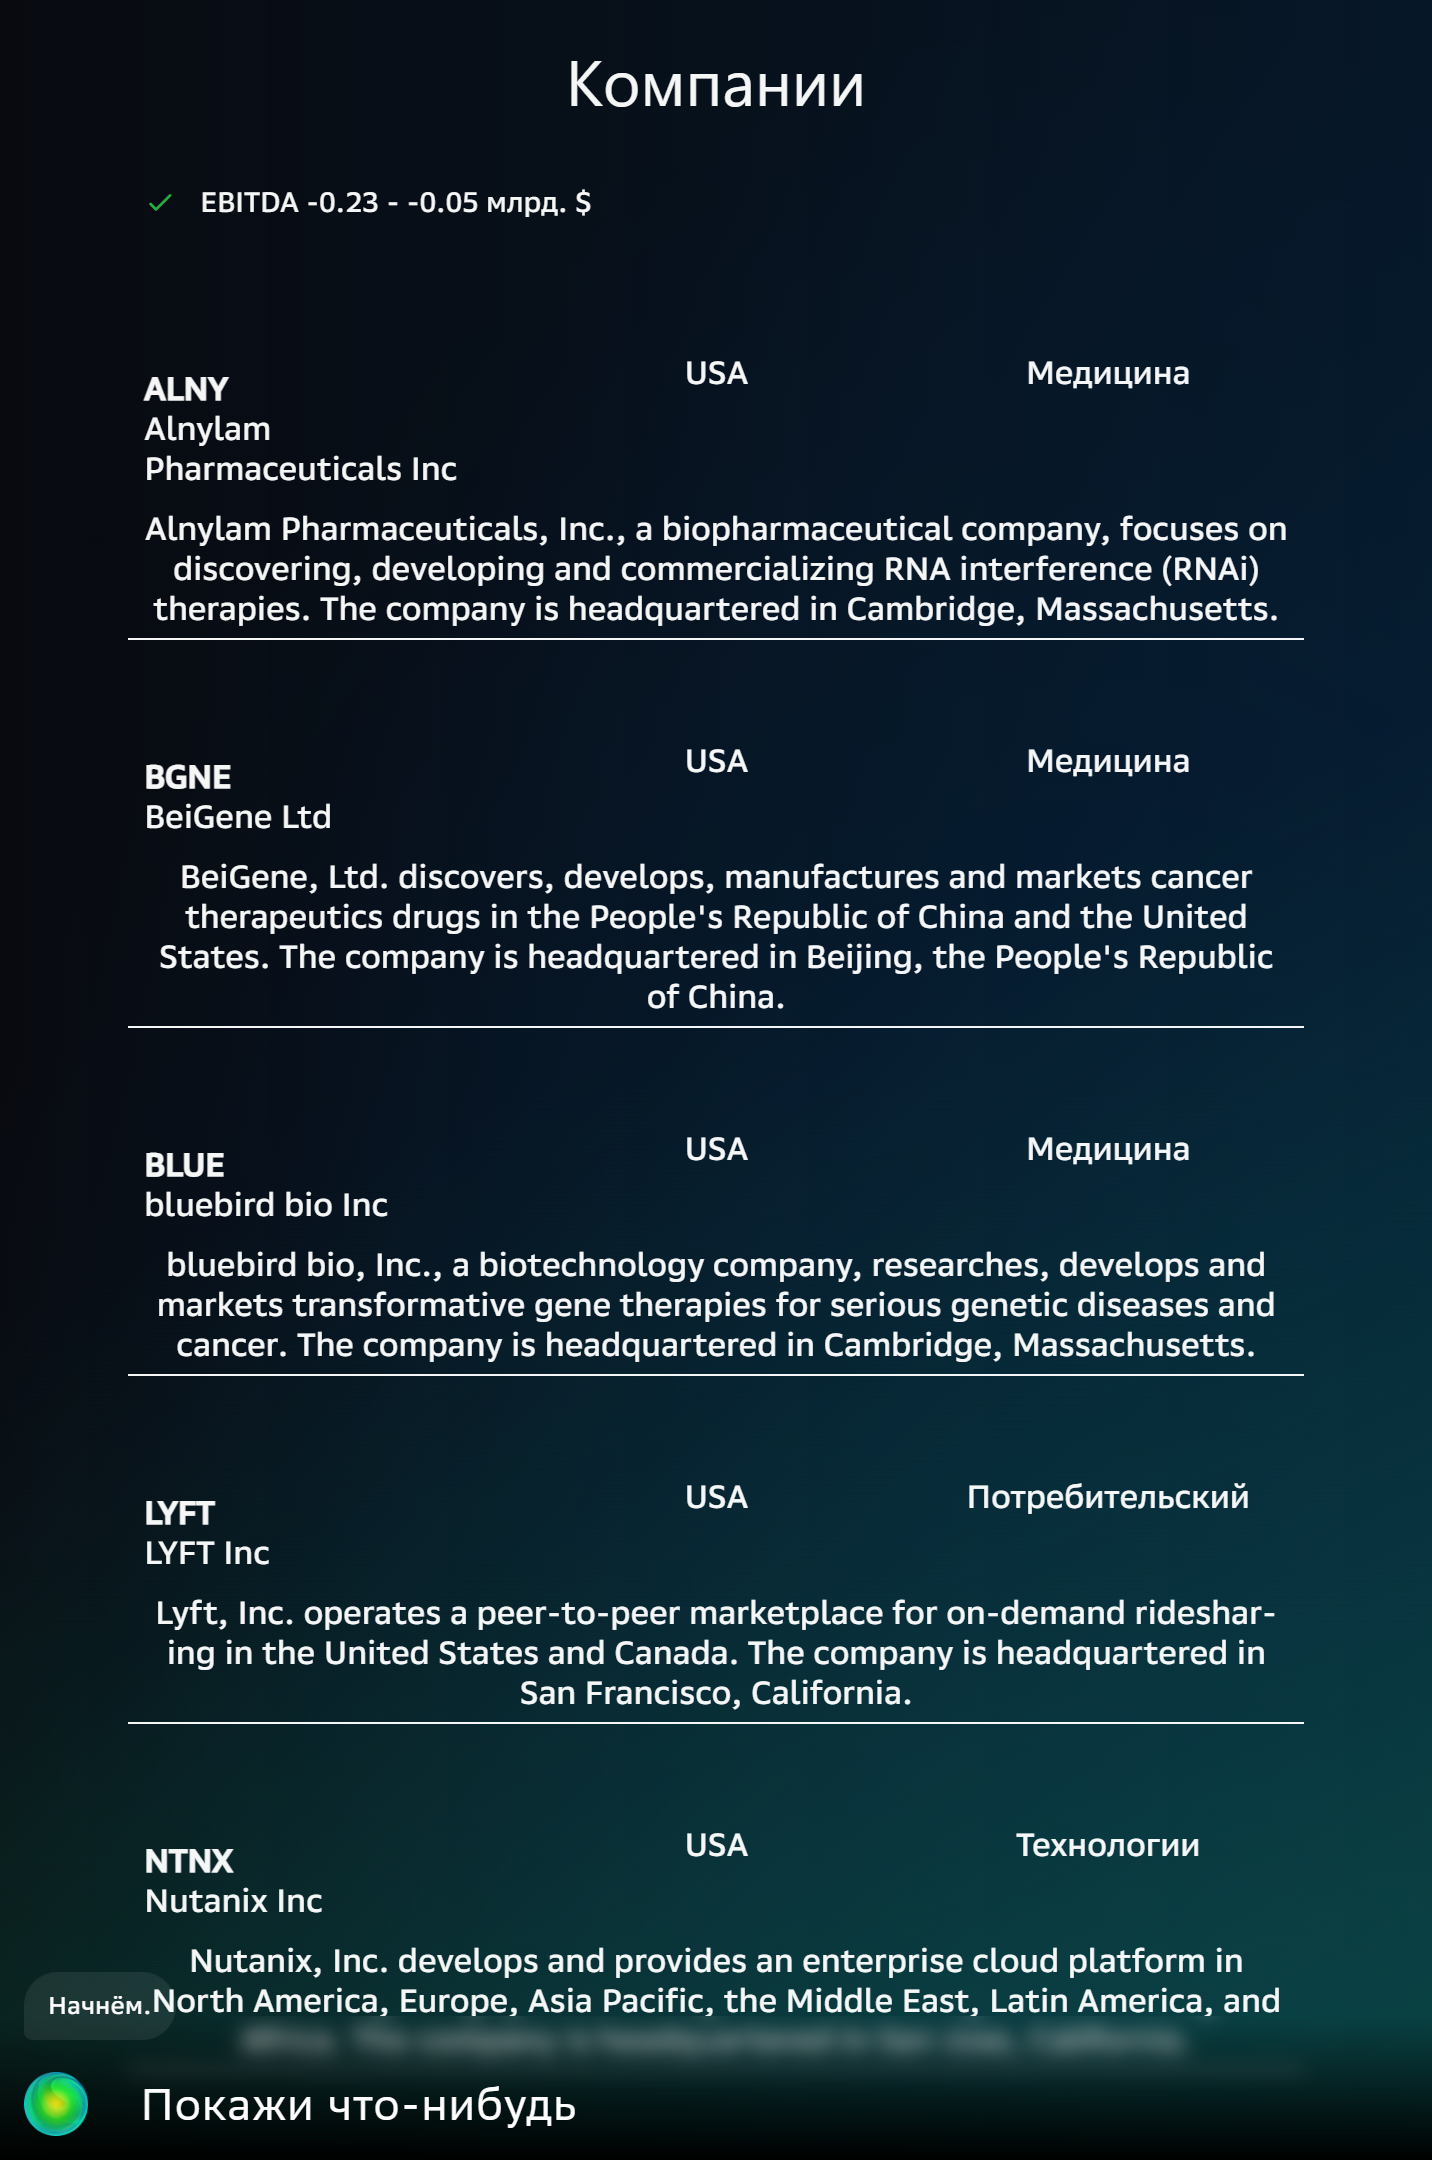 Компании
EBITDA -0.23 - -0.05 млрд. $
ALNY
USA
Медицина
Alnylam
Pharmaceuticals Inc
Alnylam Pharmaceuticals, Inc., a biopharmaceutical company, focuses on
discovering, developing and commercializing RNA interference (RNAi)
therapies. The company is headquartered in Cambridge, Massachusetts.
BGNE
USA
Медицина
BeiGene Ltd
BeiGene, Ltd. discovers, develops, manufactures and markets cancer
therapeutics drugs in the People's Republic of China and the United
States. The company is headquartered in Beijing, the People's Republic
of China.
BLUE
USA
Медицина
bluebird bio Inc
bluebird bio, Inc., a biotechnology company, researches, develops and
markets transformative gene therapies for serious genetic diseases and
cancer. The company is headquartered in Cambridge, Massachusetts.
LYFT
USA
Потребительский
LYFT Inc
Lyft, Inc. operates a peer-to-peer marketplace for on-demand rideshar-
ing in the United States and Canada. The company is headquartered in
San Francisco, California.
NTNX
USA
Технологии
Nutanix Inc
Nutanix, Inc. develops and provides an enterprise cloud platform in
North America, Europe, Asia Pacific, the Middle East, Latin America, and
Начнём.
Покажи что-нибудь